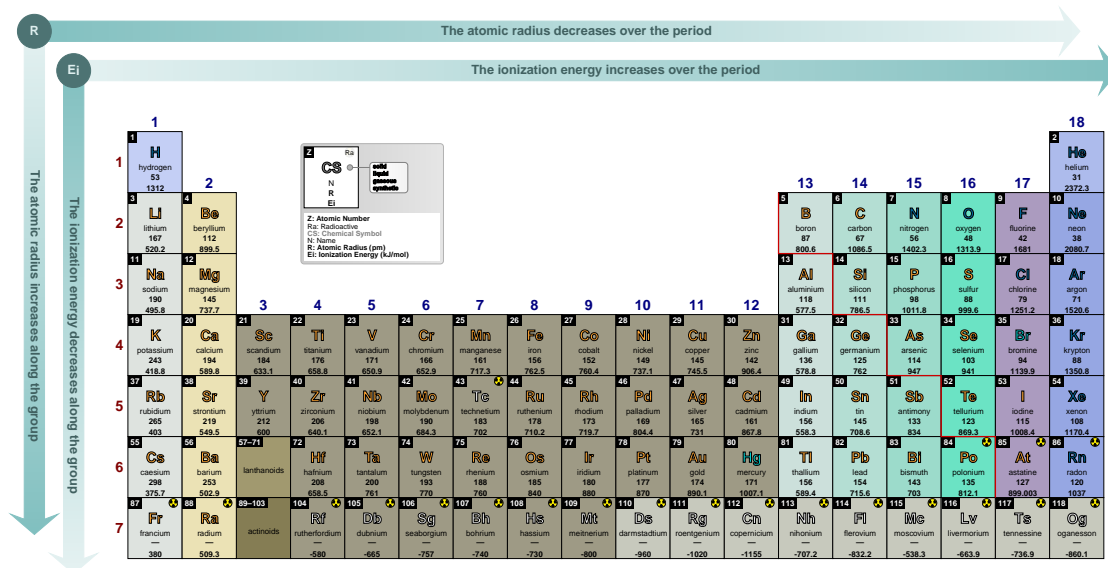 R
The atomic radius decreases over the period
Ei
The ionization energy increases over the period
The atomic radius increases along the group
The ionization energy decreases along the group
1 2 3 4 5 6 7 8 9 10 11 12 13 14 15 16 17 18
Z Ra
CS
N
R
Ei
solid
liquid
gaseous
synthetic
Z: Atomic Number
Ra: Radioactive
CS: Chemical Symbol
N: Name
R: Atomic Radius (pm)
Ei: Ionization Energy (kJ/mol)
1
1 H hydrogen 53 1312
2 He helium 31 2372.3
2
3 Li lithium 167 520.2
4 Be beryllium 112 899.5
5 B boron 87 800.6
6 C carbon 67 1086.5
7 N nitrogen 56 1402.3
8 O oxygen 48 1313.9
9 F fluorine 42 1681
10 Ne neon 38 2080.7
3
11 Na sodium 190 495.8
12 Mg magnesium 145 737.7
13 Al aluminium 118 577.5
14 Si silicon 111 786.5
15 P phosphorus 98 1011.8
16 S sulfur 88 999.6
17 Cl chlorine 79 1251.2
18 Ar argon 71 1520.6
4
19 K potassium 243 418.8
20 Ca calcium 194 589.8
21 Sc scandium 184 633.1
22 Ti titanium 176 658.8
23 V vanadium 171 650.9
24 Cr chromium 166 652.9
25 Mn manganese 161 717.3
26 Fe iron 156 762.5
27 Co cobalt 152 760.4
28 Ni nickel 149 737.1
29 Cu copper 145 745.5
30 Zn zinc 142 906.4
31 Ga gallium 136 578.8
32 Ge germanium 125 762
33 As arsenic 114 947
34 Se selenium 103 941
35 Br bromine 94 1139.9
36 Kr krypton 88 1350.8
5
37 Rb rubidium 265 403
38 Sr strontium 219 549.5
39 Y yttrium 212 600
40 Zr zirconium 206 640.1
41 Nb niobium 198 652.1
42 Mo molybdenum 190 684.3
43 Tc technetium 183 702
44 Ru ruthenium 178 710.2
45 Rh rhodium 173 719.7
46 Pd palladium 169 804.4
47 Ag silver 165 731
48 Cd cadmium 161 867.8
49 In indium 156 558.3
50 Sn tin 145 708.6
51 Sb antimony 133 834
52 Te tellurium 123 869.3
53 I iodine 115 1008.4
54 Xe xenon 108 1170.4
6
55 Cs caesium 298 375.7
56 Ba barium 253 502.9
57–71 lanthanoids
72 Hf hafnium 208 658.5
73 Ta tantalum 200 761
74 W tungsten 193 770
75 Re rhenium 188 760
76 Os osmium 185 840
77 Ir iridium 180 880
78 Pt platinum 177 870
79 Au gold 174 890.1
80 Hg mercury 171 1007.1
81 Tl thallium 156 589.4
82 Pb lead 154 715.6
83 Bi bismuth 143 703
84 Po polonium 135 812.1
85 At astatine 127 899.003
86 Rn radon 120 1037
7
87 Fr francium — 380
88 Ra radium — 509.3
89–103 actinoids
104 Rf rutherfordium — -580
105 Db dubnium — -665
106 Sg seaborgium — -757
107 Bh bohrium — -740
108 Hs hassium — -730
109 Mt meitnerium — -800
110 Ds darmstadtium — -960
111 Rg roentgenium — -1020
112 Cn copernicium — -1155
113 Nh nihonium — -707.2
114 Fl flerovium — -832.2
115 Mc moscovium — -538.3
116 Lv livermorium — -663.9
117 Ts tennessine — -736.9
118 Og oganesson — -860.1